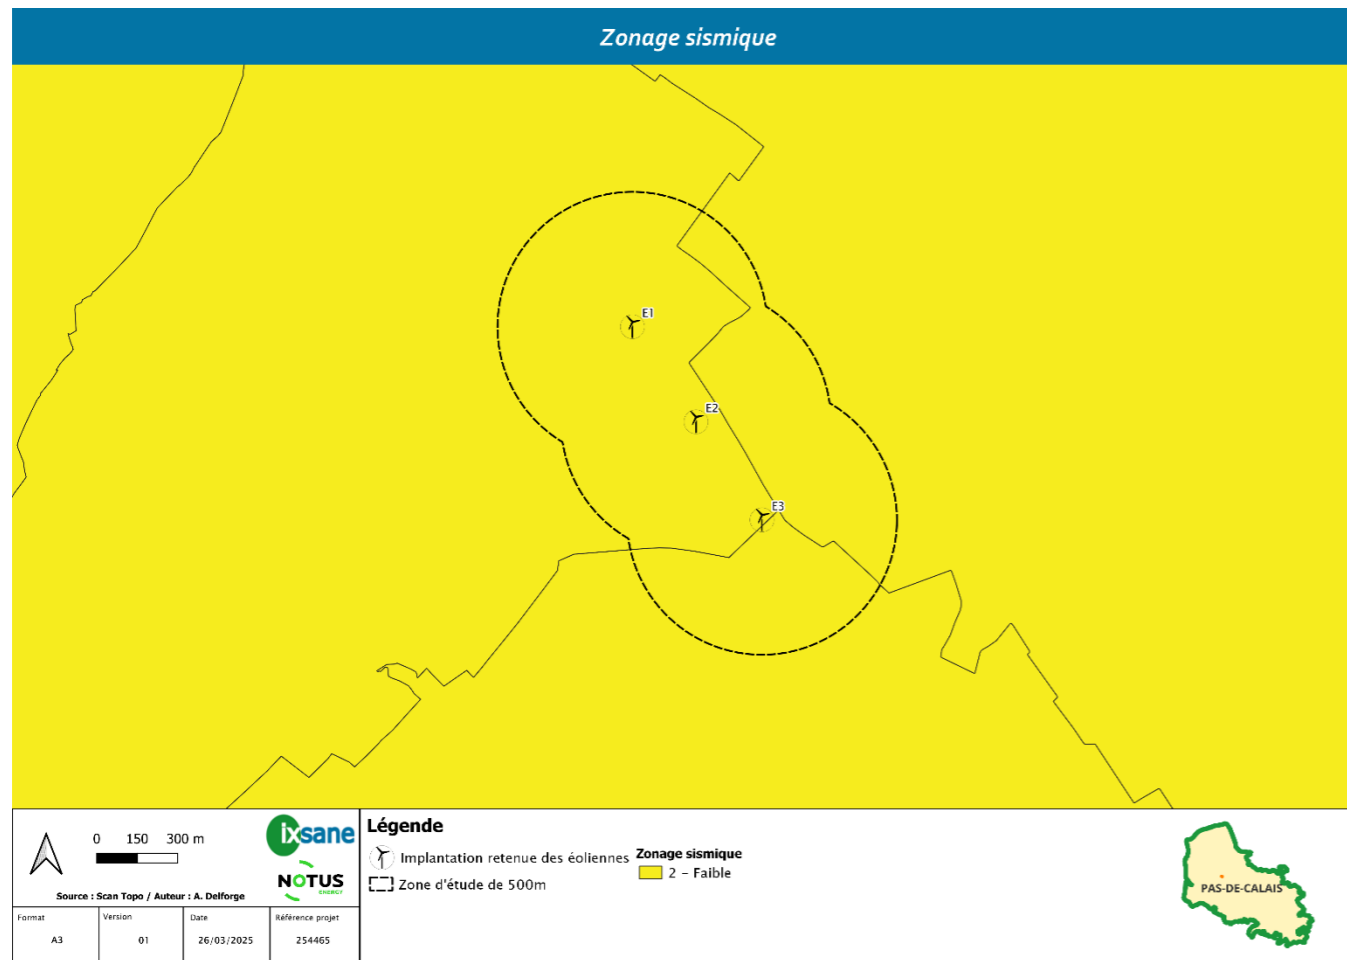 Zonage sismique
E1
E2
E3
0 150 300 m
Source : Scan Topo / Auteur : A. Delforge
ixsane
NOTUS
ENERGY
Format
A3
Version
01
Date
26/03/2025
Référence projet
254465
Légende
Implantation retenue des éoliennes
Zone d'étude de 500m
Zonage sismique
2 - Faible
PAS-DE-CALAIS